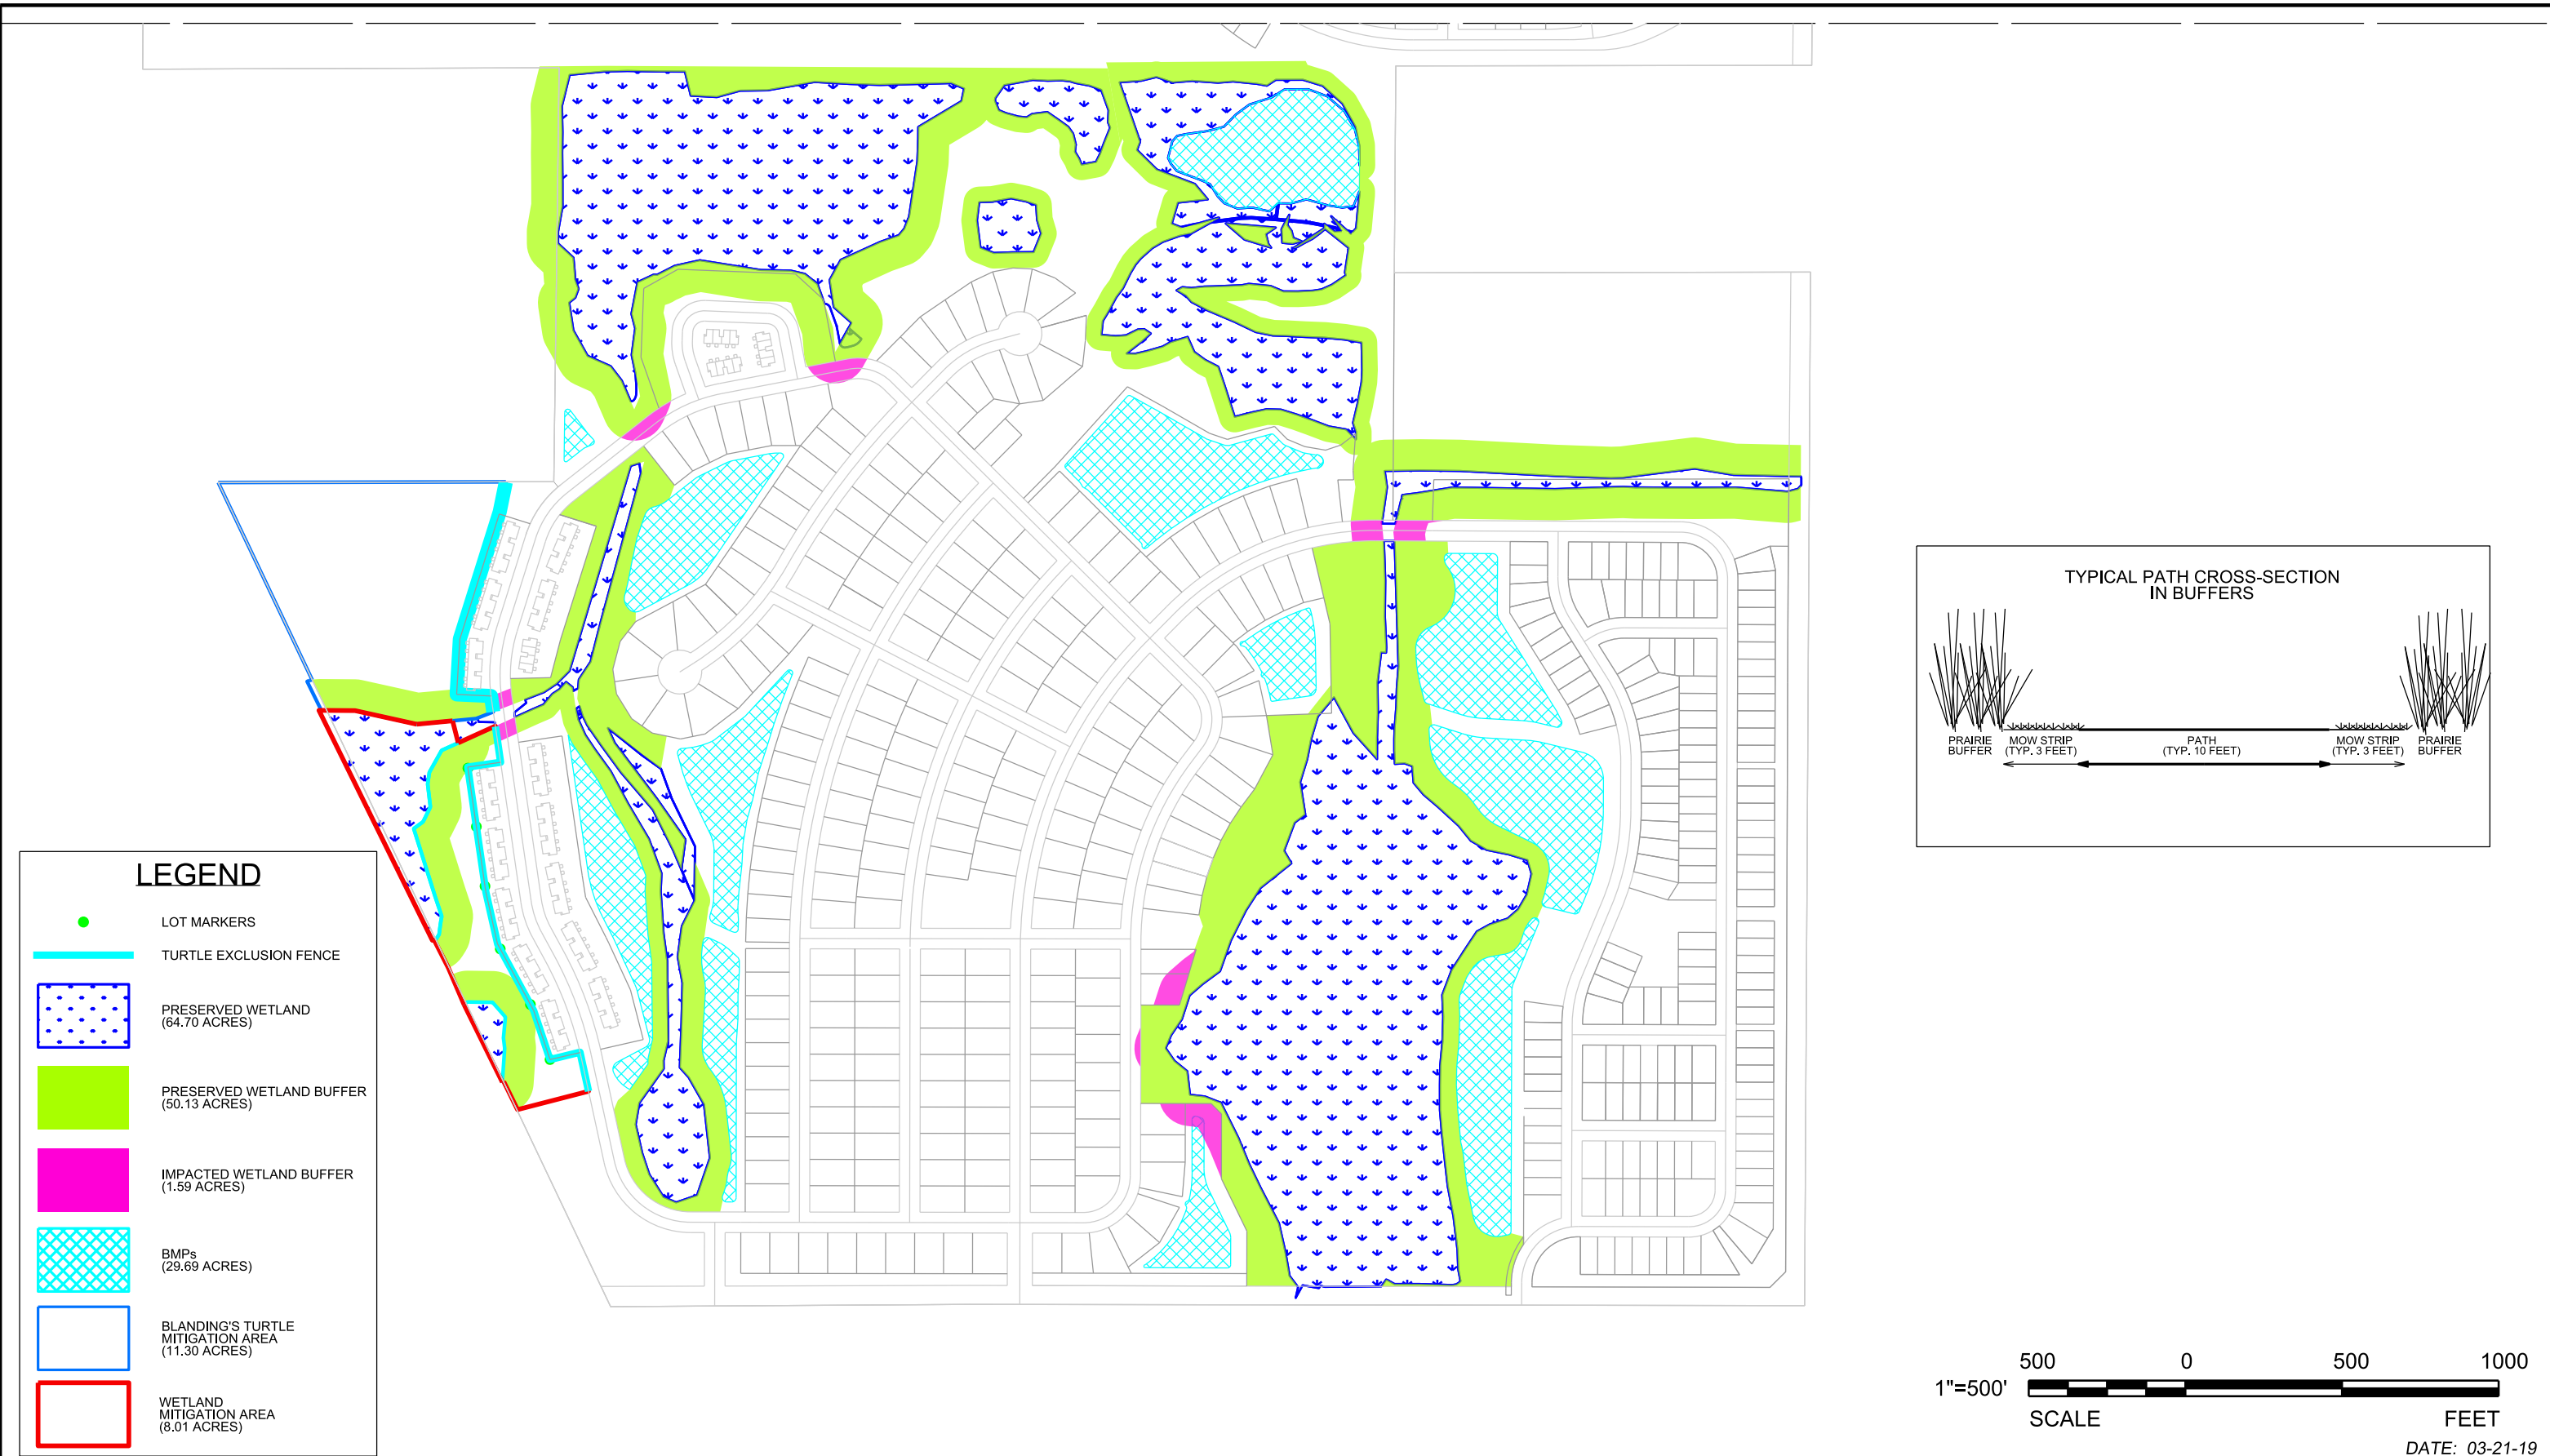 TYPICAL PATH CROSS-SECTION
IN BUFFERS
PRAIRIE
BUFFER
MOW STRIP
(TYP. 3 FEET)
PATH
(TYP. 10 FEET)
MOW STRIP
(TYP. 3 FEET)
PRAIRIE
BUFFER
LEGEND
LOT MARKERS
TURTLE EXCLUSION FENCE
PRESERVED WETLAND
(64.70 ACRES)
PRESERVED WETLAND BUFFER
(50.13 ACRES)
IMPACTED WETLAND BUFFER
(1.59 ACRES)
BMPs
(29.69 ACRES)
BLANDING'S TURTLE
MITIGATION AREA
(11.30 ACRES)
WETLAND
MITIGATION AREA
(8.01 ACRES)
500 0 500 1000
1"=500'
SCALE FEET
DATE: 03-21-19